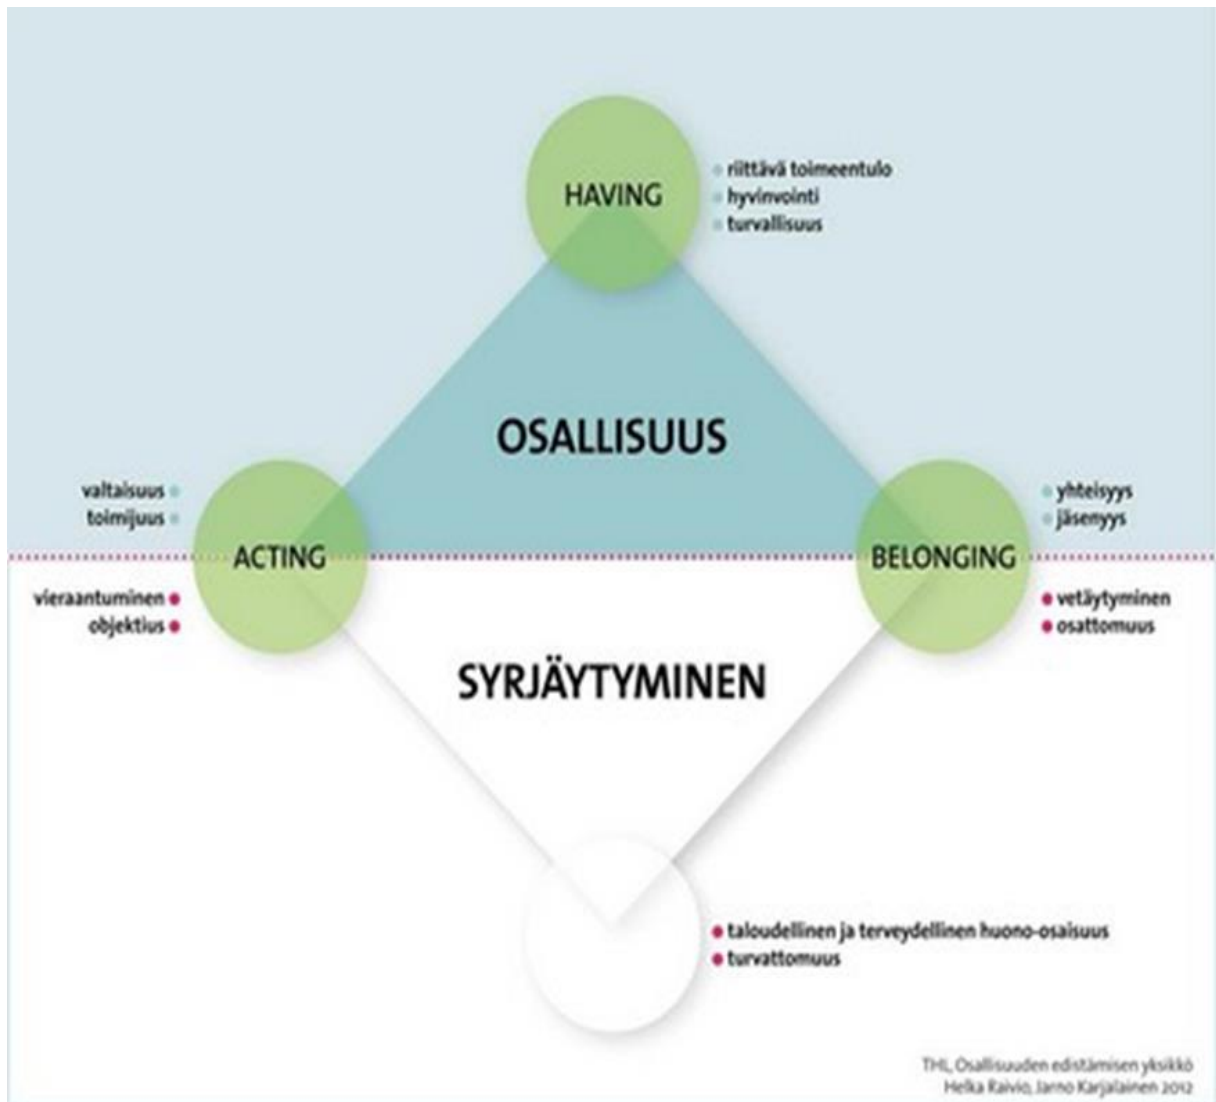 HAVING
riittävä toimeentulo
hyvinvointi
turvallisuus
OSALLISUUS
valtaisuus
toimijuus
ACTING
vieraantuminen
objektius
BELONGING
yhteisyys
jäsenyys
vetäytyminen
osattomuus
SYRJÄYTYMINEN
taloudellinen ja terveydellinen huono-osaisuus
turvattomuus
THL, Osallisuuden edistämisen yksikkö
Helka Raivio, Jarno Karjalainen 2012